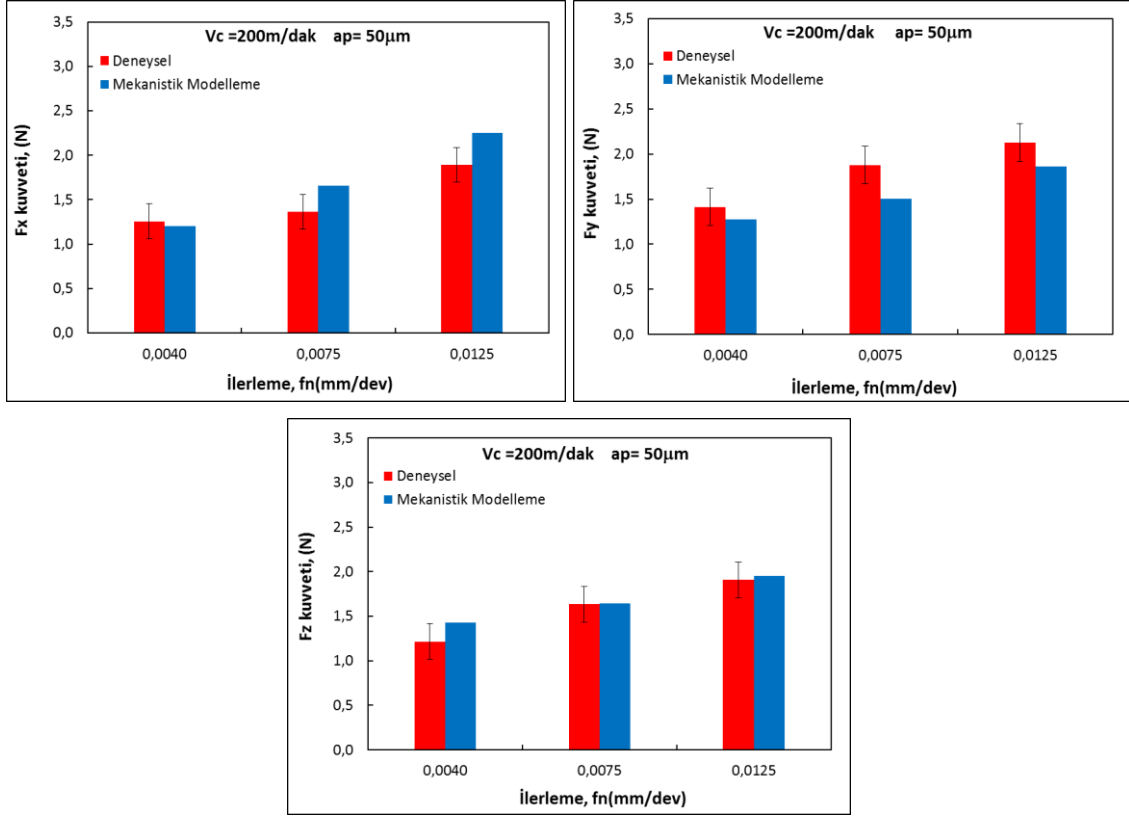 Vc =200m/dak ap= 50µm
Deneysel
Mekanistik Modelleme
Fx kuvveti, (N)
3,5
3,0
2,5
2,0
1,5
1,0
0,5
0,0
0,0040 0,0075 0,0125
İlerleme, fn(mm/dev)
Vc =200m/dak ap= 50µm
Deneysel
Mekanistik Modelleme
Fy kuvveti, (N)
3,5
3,0
2,5
2,0
1,5
1,0
0,5
0,0
0,0040 0,0075 0,0125
İlerleme, fn(mm/dev)
Vc =200m/dak ap= 50µm
Deneysel
Mekanistik Modelleme
Fz kuvveti, (N)
3,5
3,0
2,5
2,0
1,5
1,0
0,5
0,0
0,0040 0,0075 0,0125
İlerleme, fn(mm/dev)